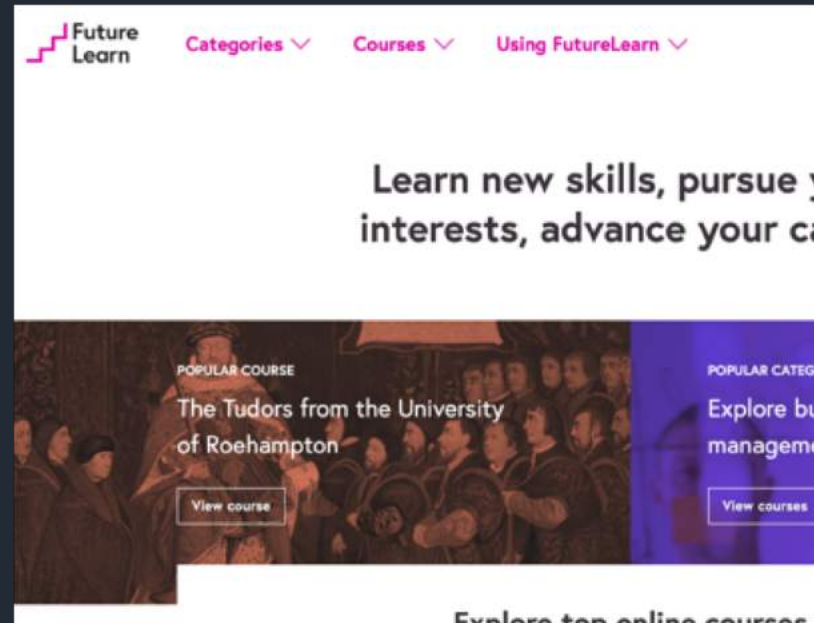 Future
Learn
Categories
Courses
Using FutureLearn
Learn new skills, pursue
interests, advance your
POPULAR COURSE
The Tudors from the University
of Roehampton
View course
POPULAR
Explore
View courses
Explore top online courses